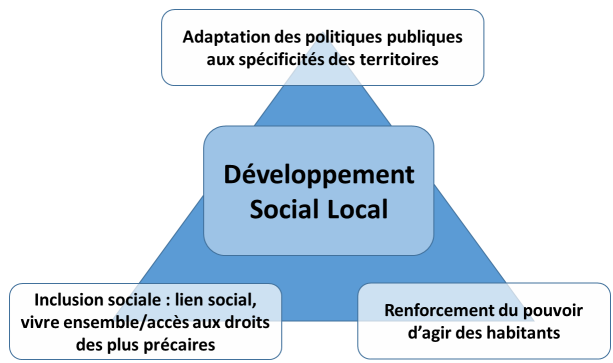 Adaptation des politiques publiques
aux spécificités des territoires
Développement
Social Local
Inclusion sociale : lien social,
vivre ensemble/accès aux droits
des plus précaires
Renforcement du pouvoir
d'agir des habitants